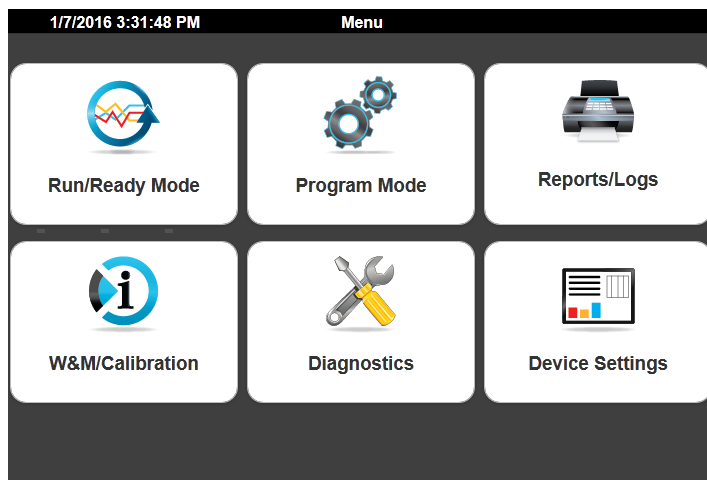 1/7/2016 3:31:48 PM Menu
Run/Ready Mode
Program Mode
Reports/Logs
W&M/Calibration
Diagnostics
Device Settings